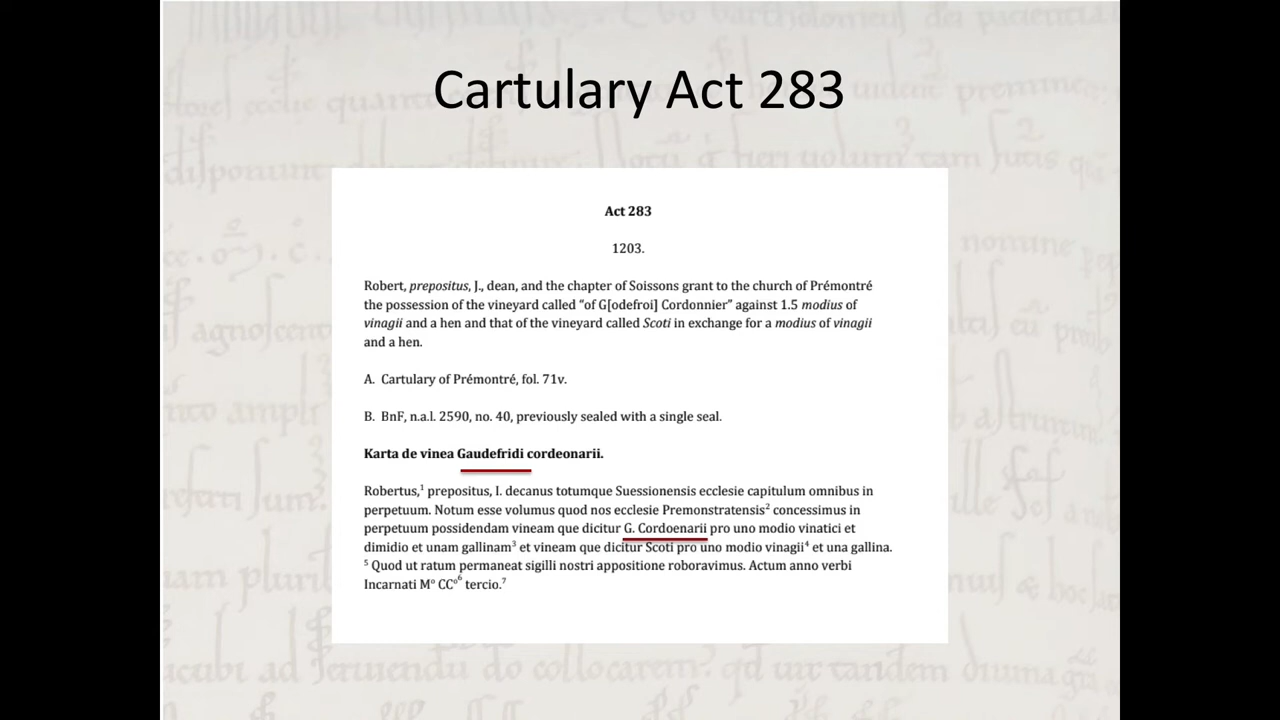 Cartulary Act 283
Act 283
1203.
Robert, prepositus, J., dean, and the chapter of Soissons grant to the church of Prémontré
the possession of the vineyard called “of G[odefroi] Cordonnier” against 1.5 modius of
vinagii and a hen and that of the vineyard called Scoti in exchange for a modius of vinagii
and a hen.
A. Cartulary of Prémontré, fol. 71v.
B. BnF, n.a.l. 2590, no. 40, previously sealed with a single seal.
Karta de vinea Gaudefridi cordeonarii.
Robertus,¹ prepositus, I. decanus totumque Suessionensis ecclesie capitulum omnibus in
perpetuum. Notum esse volumus quod nos ecclesie Premonstratensis² concessimus in
perpetuum possidendam vineam que dicitur G. Cordoenarii pro uno modio vinatici et
dimidio et unam gallinam³ et vineam que dicitur Scoti pro uno modio vinagii⁴ et una gallina.
⁵ Quod ut ratum permaneat sigilli nostri appositione roboravimus. Actum anno verbi
Incarnati Mº CCº⁶ tercio.⁷